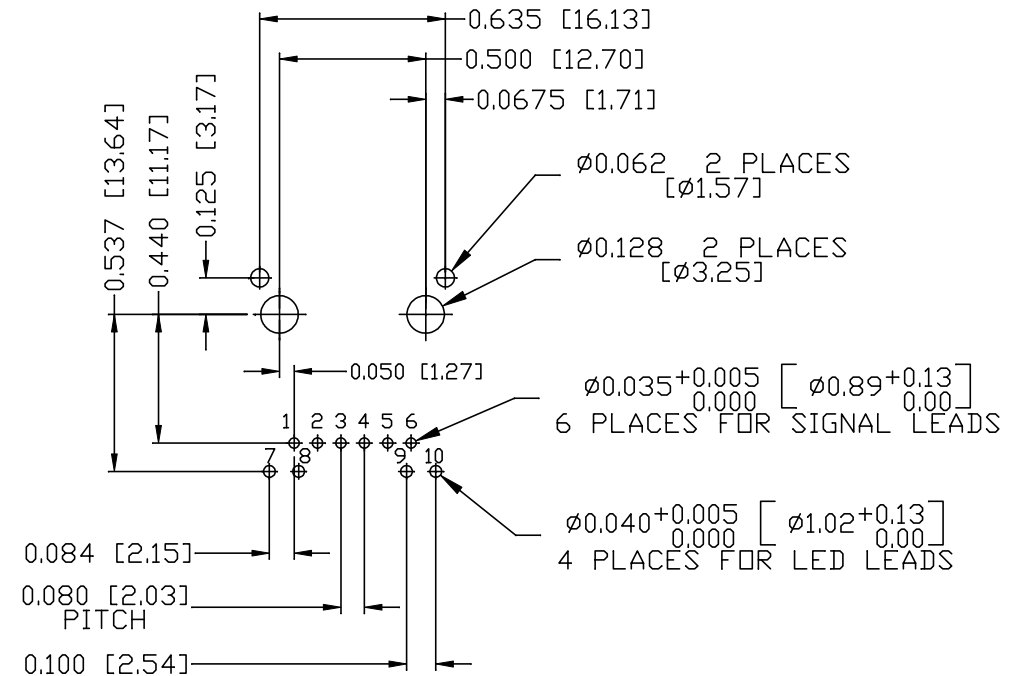 0.635 [16.13]
0.500 [12.70]
0.0675 [1.71]
0.537 [13.64]
0.440 [11.17]
0.125 [3.17]
Ø0.062 2 PLACES
[Ø1.57]
Ø0.128 2 PLACES
[Ø3.25]
0.050 [1.27]
Ø0.035+0.005 [Ø0.89+0.13]
0.000 0.00
6 PLACES FOR SIGNAL LEADS
1 2 3 4 5 6
7 8 9 10
Ø0.040+0.005 [Ø1.02+0.13]
0.000 0.00
4 PLACES FOR LED LEADS
0.084 [2.15]
0.080 [2.03]
PITCH
0.100 [2.54]